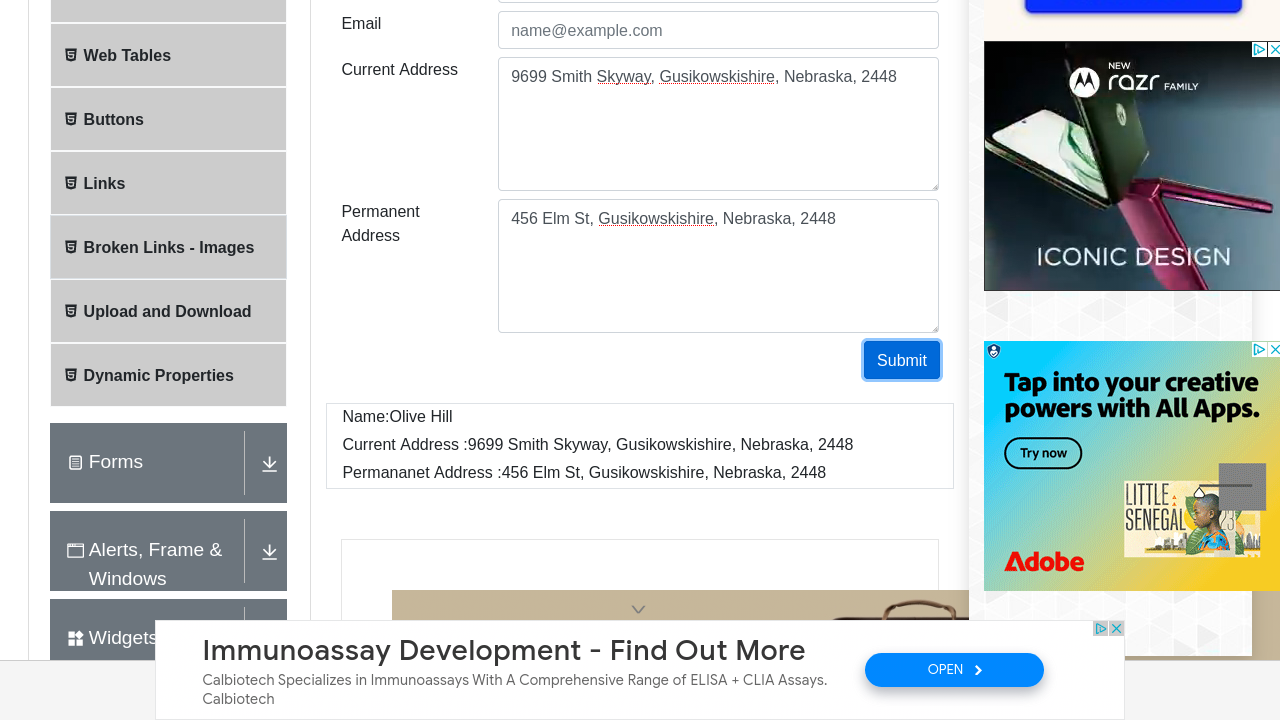 Web Tables
Buttons
Links
Broken Links - Images
Upload and Download
Dynamic Properties
Forms
Alerts, Frame &
Windows
Widgets
Email
name@example.com
Current Address
9699 Smith Skyway, Gusikowskishire, Nebraska, 2448
Permanent
Address
456 Elm St, Gusikowskishire, Nebraska, 2448
Submit
Name:Olive Hill
Current Address :9699 Smith Skyway, Gusikowskishire, Nebraska, 2448
Permananet Address :456 Elm St, Gusikowskishire, Nebraska, 2448
NEW
razr FAMILY
ICONIC DESIGN
Tap into your creative
powers with All Apps.
Try now
LITTLE
SENEGAL
Adobe
Immunoassay Development - Find Out More
Calbiotech Specializes in Immunoassays With A Comprehensive Range of ELISA + CLIA Assays.
Calbiotech
OPEN